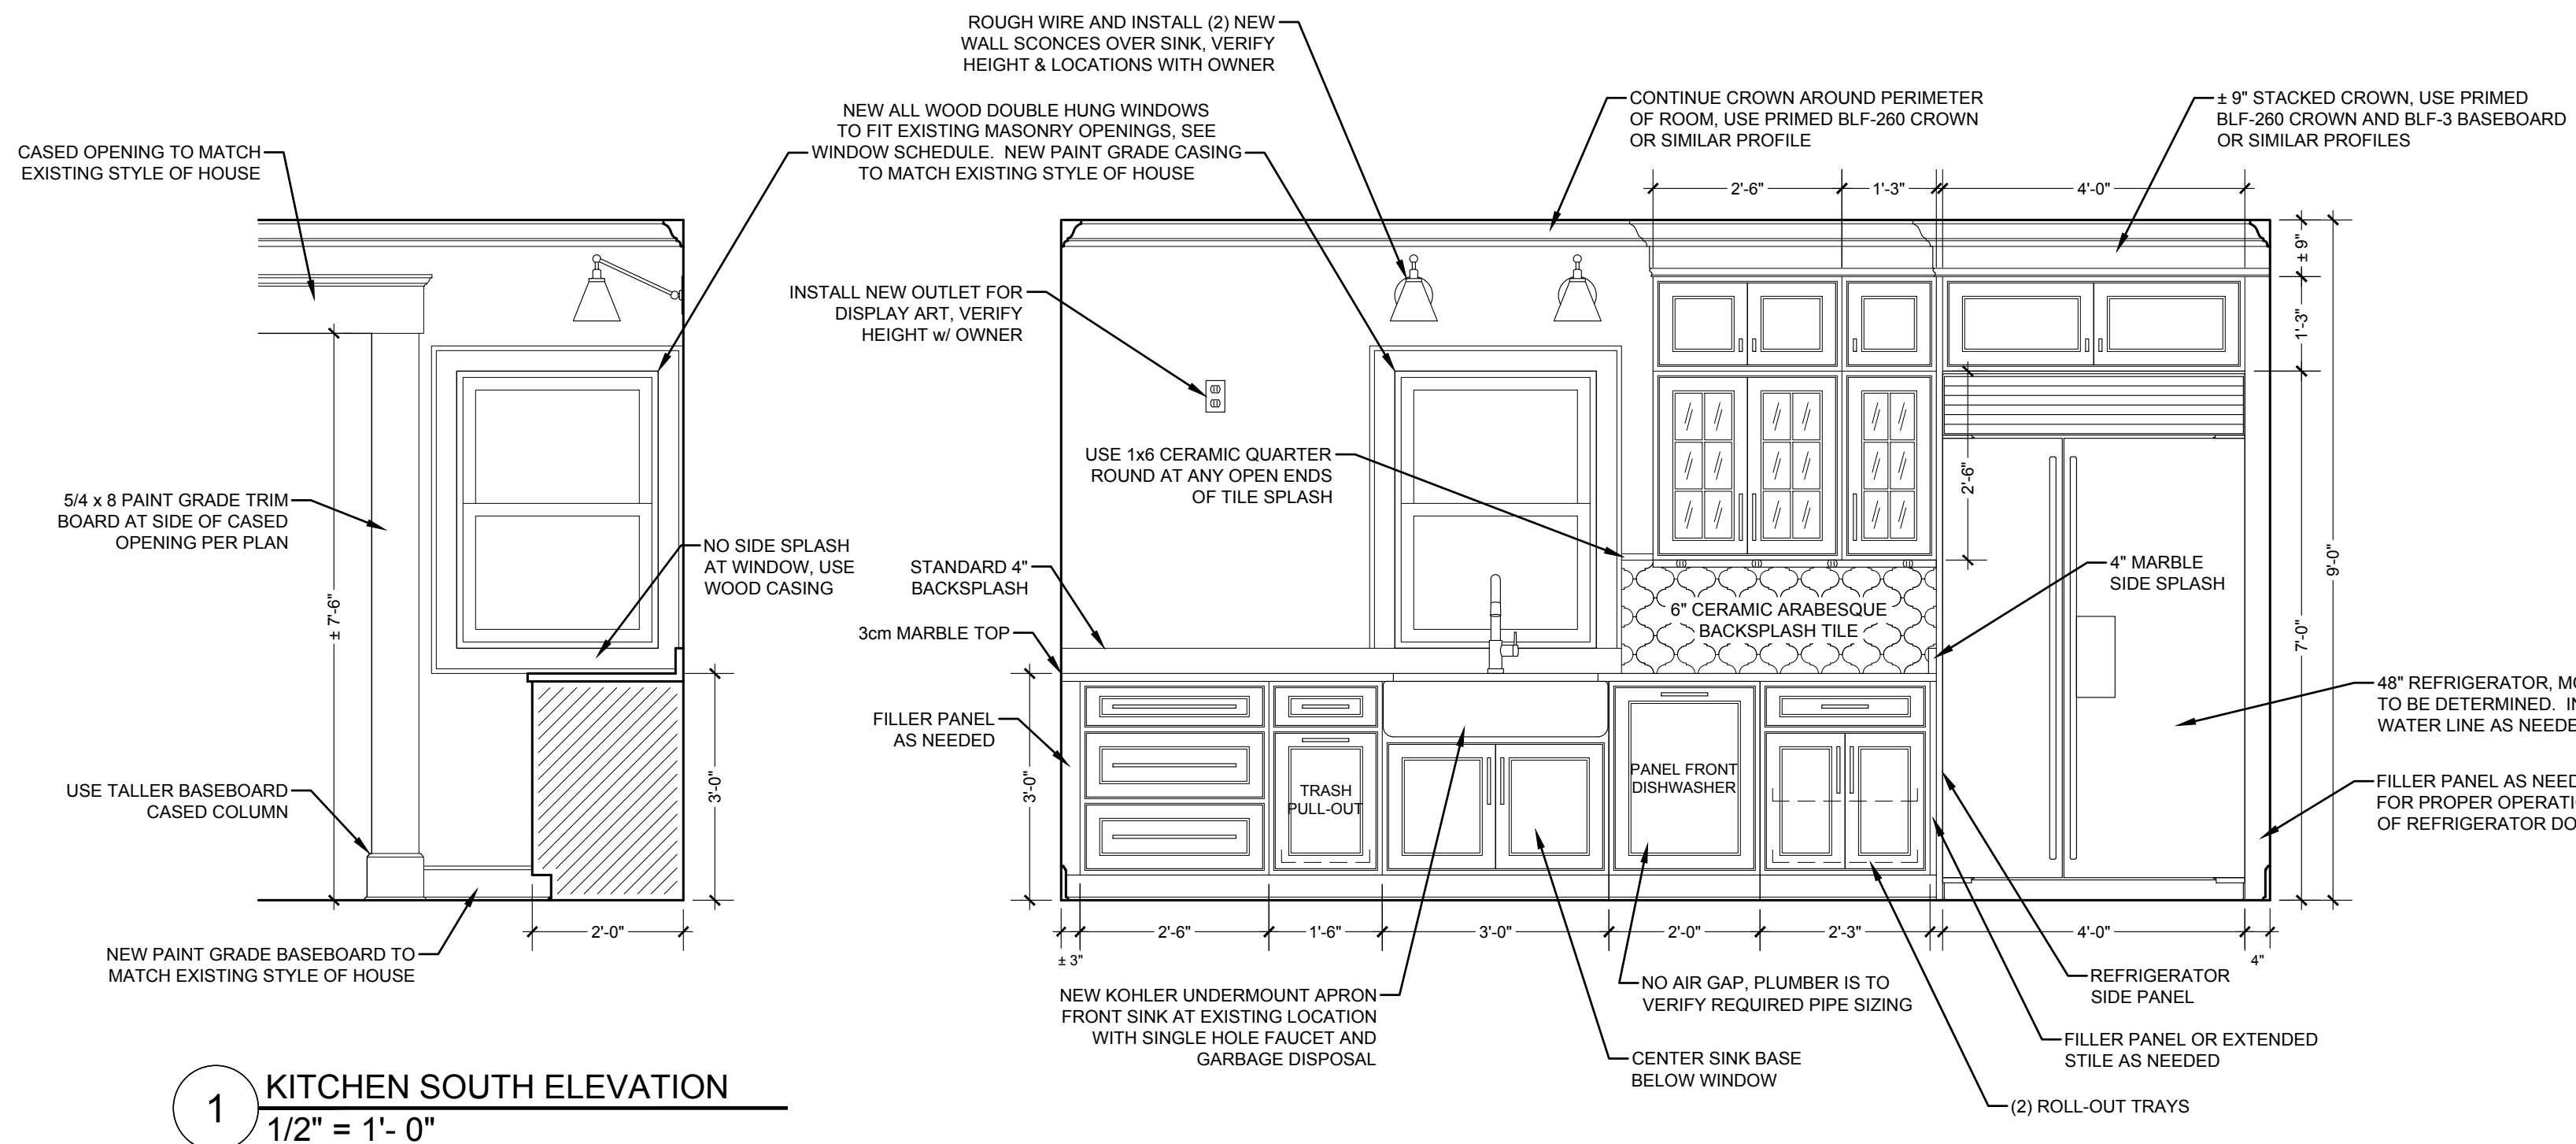 ROUGH WIRE AND INSTALL (2) NEW
WALL SCONCES OVER SINK, VERIFY
HEIGHT & LOCATIONS WITH OWNER
NEW ALL WOOD DOUBLE HUNG WINDOWS
TO FIT EXISTING MASONRY OPENINGS, SEE
WINDOW SCHEDULE. NEW PAINT GRADE CASING
TO MATCH EXISTING STYLE OF HOUSE
CONTINUE CROWN AROUND PERIMETER
OF ROOM, USE PRIMED BLF-260 CROWN
OR SIMILAR PROFILE
± 9" STACKED CROWN, USE PRIMED
BLF-260 CROWN AND BLF-3 BASEBOARD
OR SIMILAR PROFILES
CASED OPENING TO MATCH
EXISTING STYLE OF HOUSE
2'-6"
1'-3"
4'-0"
± 9"
1'-3"
7'-0"
9'-0"
INSTALL NEW OUTLET FOR
DISPLAY ART, VERIFY
HEIGHT w/ OWNER
USE 1x6 CERAMIC QUARTER
ROUND AT ANY OPEN ENDS
OF TILE SPLASH
2'-6"
5/4 x 8 PAINT GRADE TRIM
BOARD AT SIDE OF CASED
OPENING PER PLAN
± 7'-6"
NO SIDE SPLASH
AT WINDOW, USE
WOOD CASING
STANDARD 4"
BACKSPLASH
3cm MARBLE TOP
6" CERAMIC ARABESQUE
BACKSPLASH TILE
4" MARBLE
SIDE SPLASH
48" REFRIGERATOR,
TO BE DETERMINED.
WATER LINE AS
FILLER PANEL AS
FOR PROPER
OF REFRIGERATOR
FILLER PANEL
AS NEEDED
3'-0"
3'-0"
TRASH
PULL-OUT
PANEL FRONT
DISHWASHER
USE TALLER BASEBOARD
CASED COLUMN
2'-0"
NEW PAINT GRADE BASEBOARD TO
MATCH EXISTING STYLE OF HOUSE
± 3"
2'-6"
1'-6"
3'-0"
2'-0"
2'-3"
4'-0"
4"
NEW KOHLER UNDERMOUNT APRON
FRONT SINK AT EXISTING LOCATION
WITH SINGLE HOLE FAUCET AND
GARBAGE DISPOSAL
NO AIR GAP, PLUMBER IS TO
VERIFY REQUIRED PIPE SIZING
CENTER SINK BASE
BELOW WINDOW
REFRIGERATOR
SIDE PANEL
FILLER PANEL OR EXTENDED
STILE AS NEEDED
(2) ROLL-OUT TRAYS
1
KITCHEN SOUTH ELEVATION
1/2" = 1'- 0"